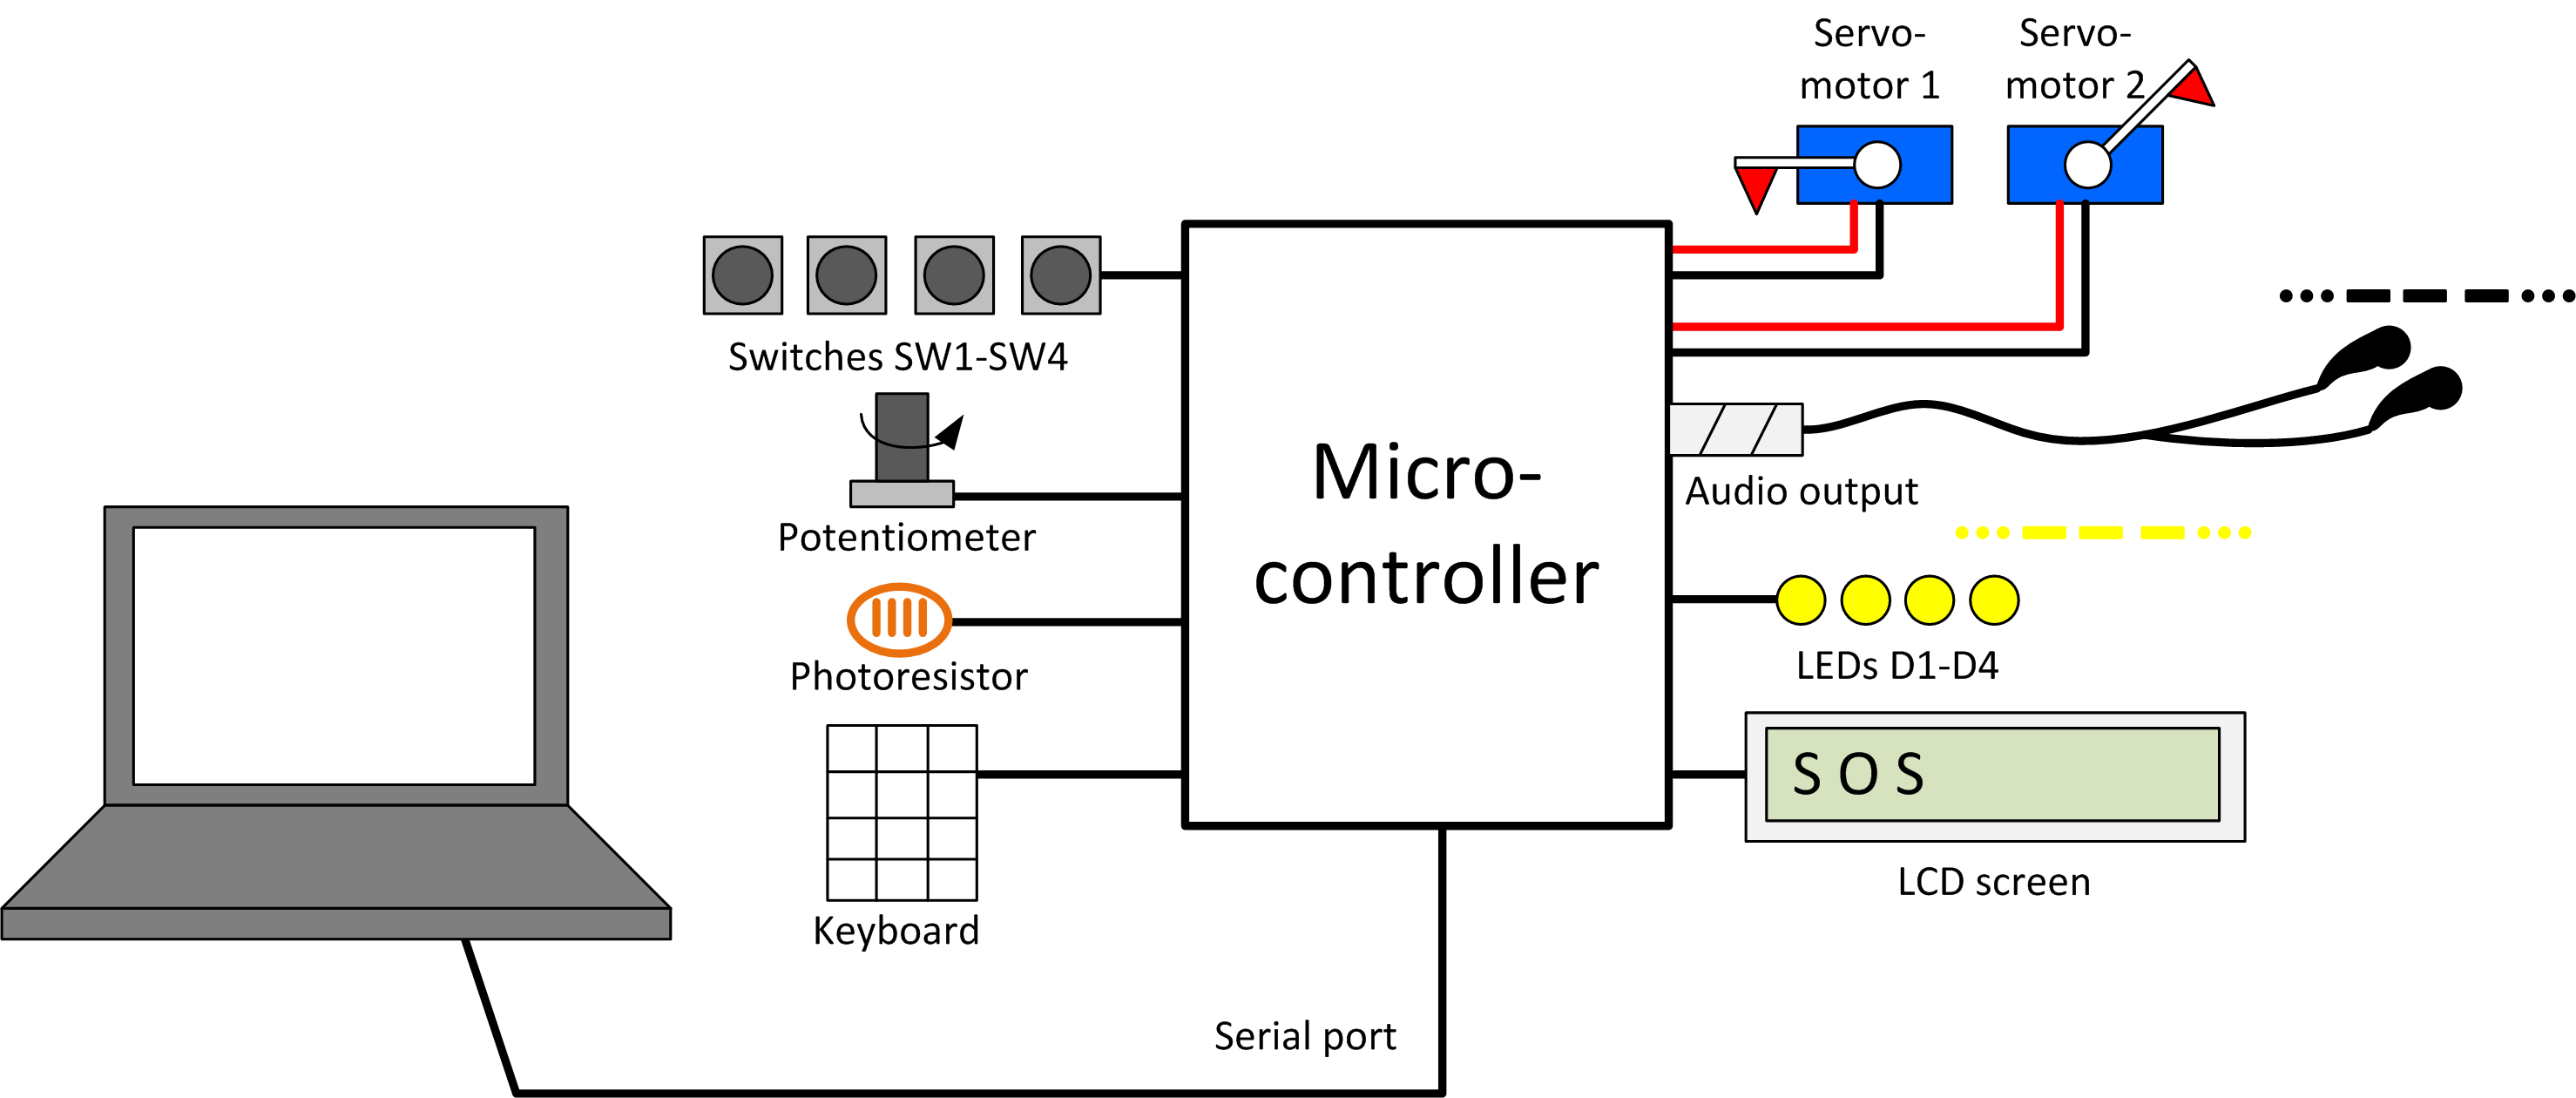 Servo-
motor 1
Servo-
motor 2
Switches SW1-SW4
Potentiometer
Photoresistor
Keyboard
Micro-
controller
Audio output
LEDs D1-D4
S O S
LCD screen
Serial port